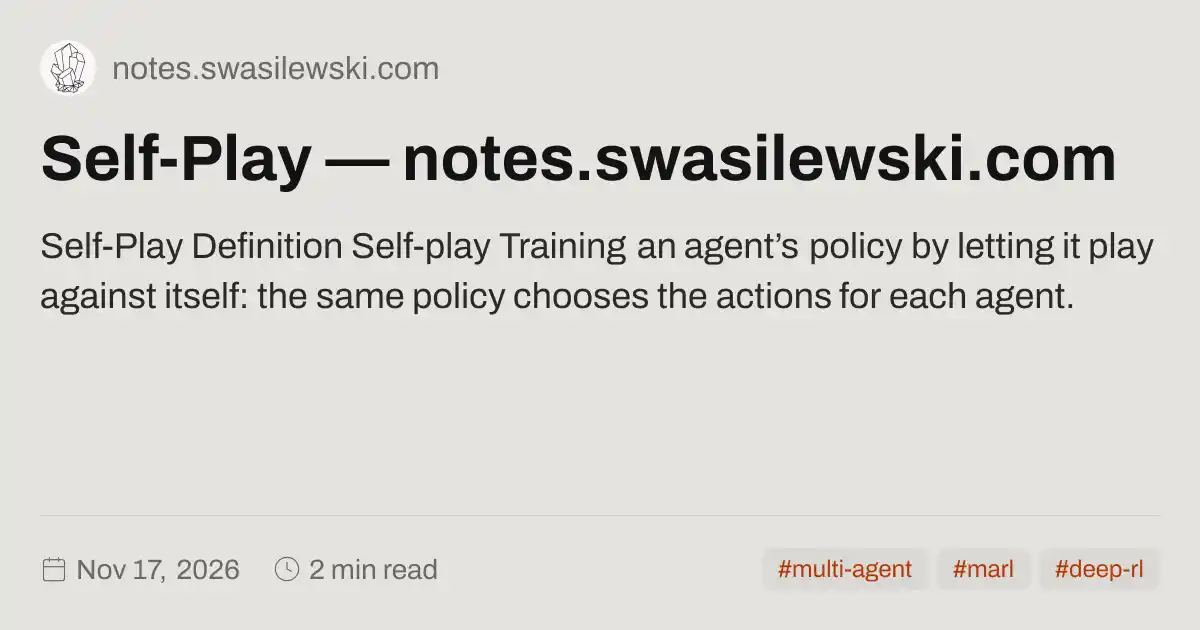 notes.swasilewski.com
Self-Play — notes.swasilewski.com
Self-Play Definition Self-play Training an agent’s policy by letting it play
against itself: the same policy chooses the actions for each agent.
Nov 17, 2026
2 min read
#multi-agent
#marl
#deep-rl